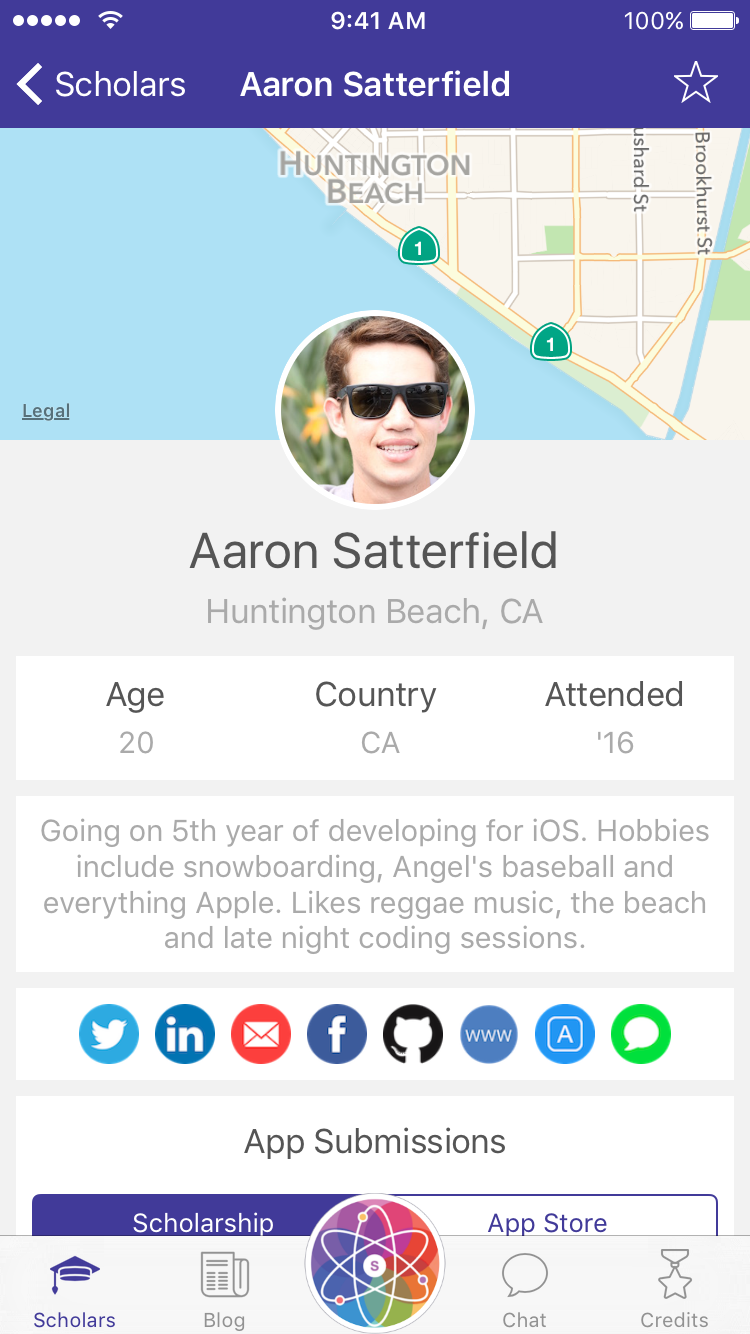 9:41 AM
100%
Scholars
Aaron Satterfield
HUNTINGTON
BEACH
ushard St
Brookhurst St
1
1
Legal
Aaron Satterfield
Huntington Beach, CA
Age
Country
Attended
20
CA
'16
Going on 5th year of developing for iOS. Hobbies
include snowboarding, Angel's baseball and
everything Apple. Likes reggae music, the beach
and late night coding sessions.
in
f
www
A
App Submissions
Scholarship
App Store
S
Scholars
Blog
Chat
Credits